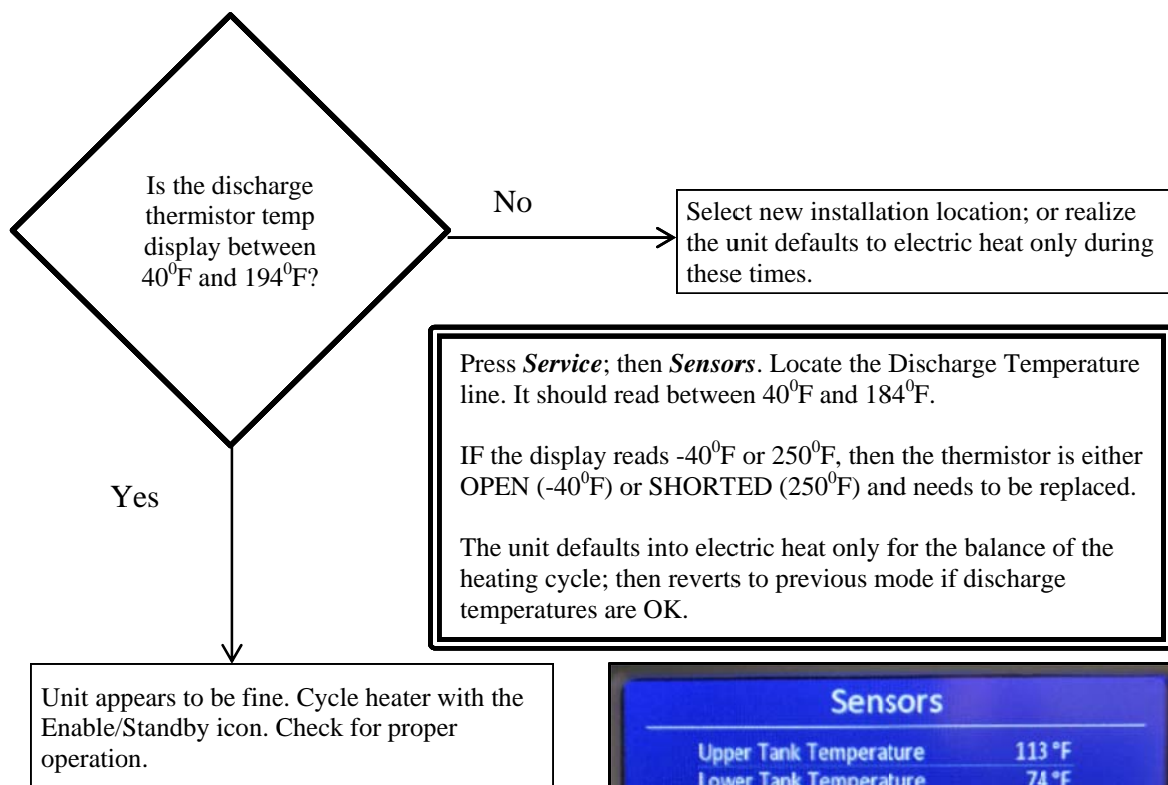 Is the discharge
thermistor temp
display between
40⁰F and 194⁰F?
No
Select new installation location; or realize
the unit defaults to electric heat only during
these times.
Press Service; then Sensors. Locate the Discharge Temperature
line. It should read between 40⁰F and 184⁰F.
IF the display reads -40⁰F or 250⁰F, then the thermistor is either
OPEN (-40⁰F) or SHORTED (250⁰F) and needs to be replaced.
The unit defaults into electric heat only for the balance of the
heating cycle; then reverts to previous mode if discharge
temperatures are OK.
Yes
Unit appears to be fine. Cycle heater with the
Enable/Standby icon. Check for proper
operation.
Sensors
Upper Tank Temperature 113 °F
Lower Tank Temperature 74 °F